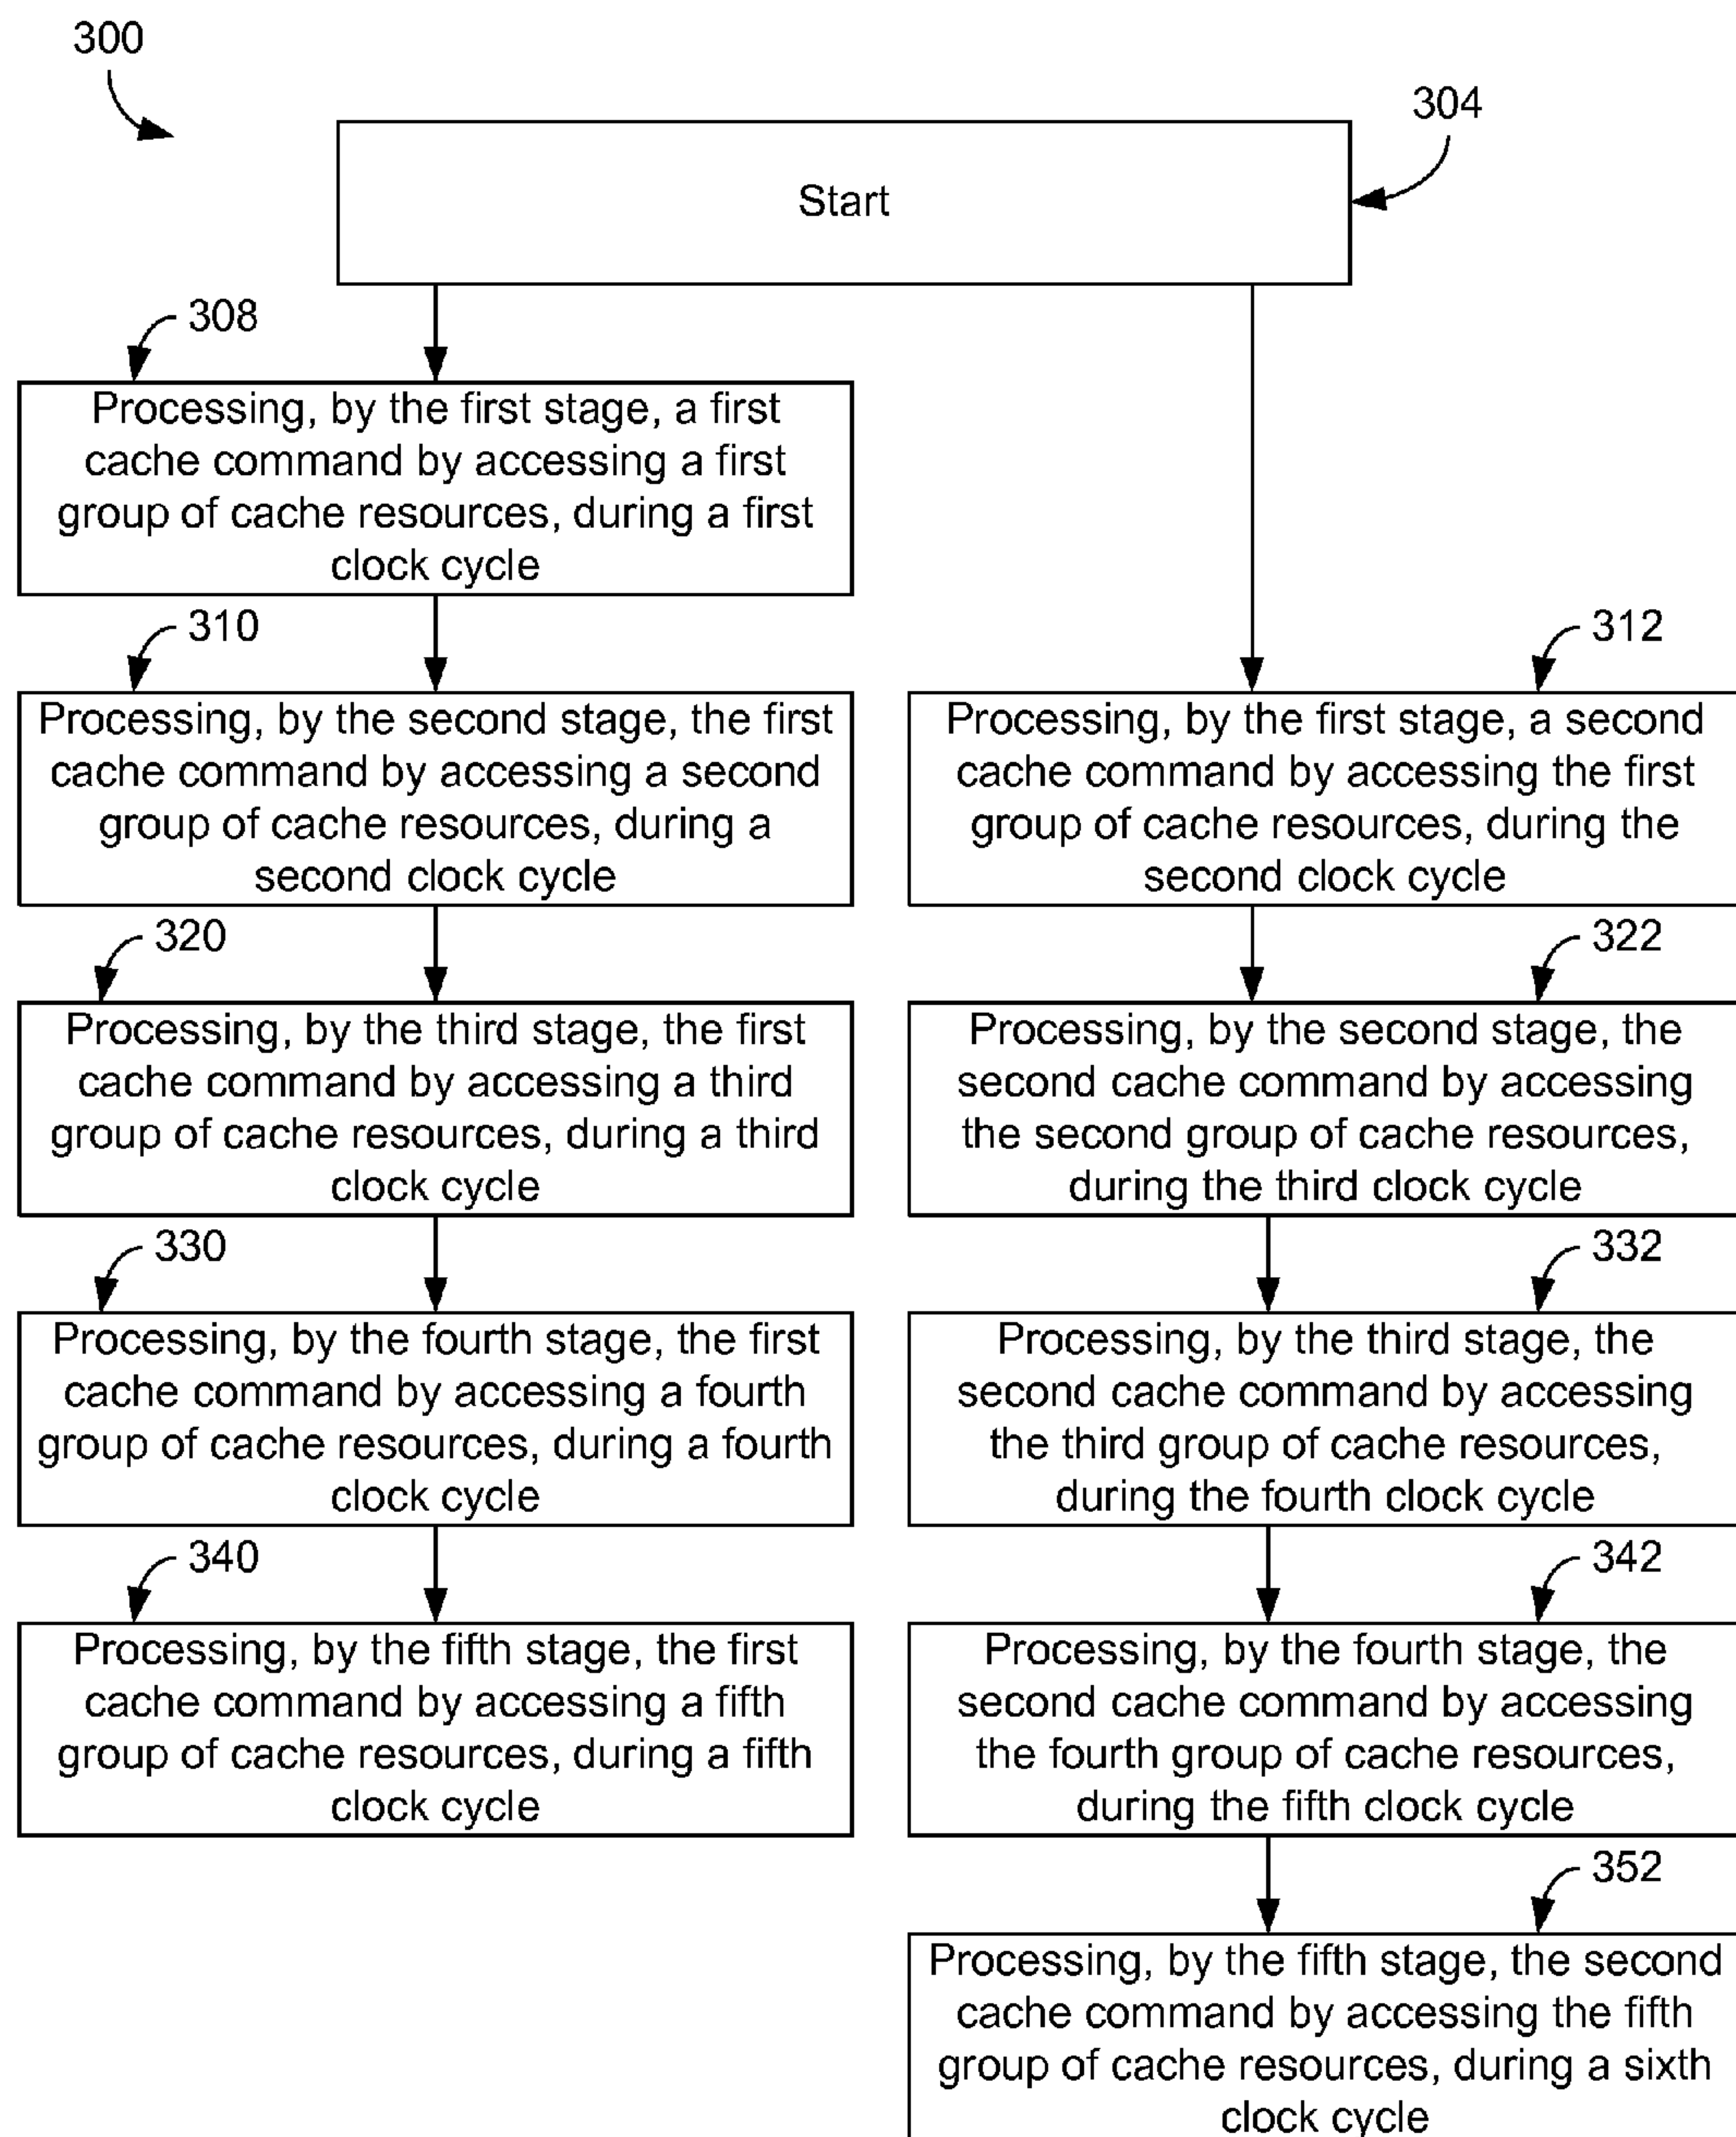 300
304
Start
308
Processing, by the first stage, a first
cache command by accessing a first
group of cache resources, during a first
clock cycle
310
Processing, by the second stage, the first
cache command by accessing a second
group of cache resources, during a
second clock cycle
312
Processing, by the first stage, a second
cache command by accessing the first
group of cache resources, during the
second clock cycle
320
Processing, by the third stage, the first
cache command by accessing a third
group of cache resources, during a third
clock cycle
322
Processing, by the second stage, the
second cache command by accessing
the second group of cache resources,
during the third clock cycle
330
Processing, by the fourth stage, the first
cache command by accessing a fourth
group of cache resources, during a fourth
clock cycle
332
Processing, by the third stage, the
second cache command by accessing
the third group of cache resources,
during the fourth clock cycle
340
Processing, by the fifth stage, the first
cache command by accessing a fifth
group of cache resources, during a fifth
clock cycle
342
Processing, by the fourth stage, the
second cache command by accessing
the fourth group of cache resources,
during the fifth clock cycle
352
Processing, by the fifth stage, the second
cache command by accessing the fifth
group of cache resources, during a sixth
clock cycle